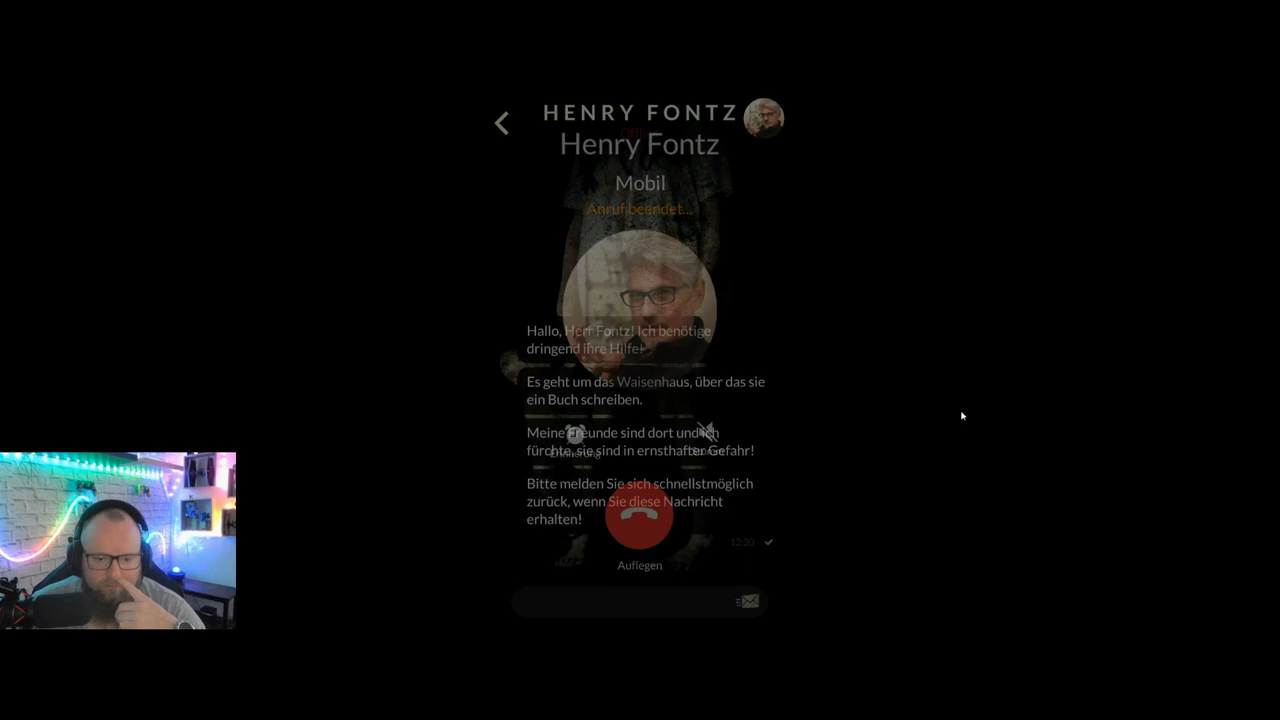 HENRY FONTZ
Henry Fontz
Mobil
Anruf beendet...
Hallo, Herr Fontz! Ich benötige
dringend ihre Hilfe!
Es geht um das Waisenhaus, über das sie
ein Buch schreiben.
Meine Freunde sind dort und ich
fürchte, sie sind in ernsthafter Gefahr!
Erinnerung
Bitte melden Sie sich schnellstmöglich
zurück, wenn Sie diese Nachricht
erhalten!
12:20
Auflegen